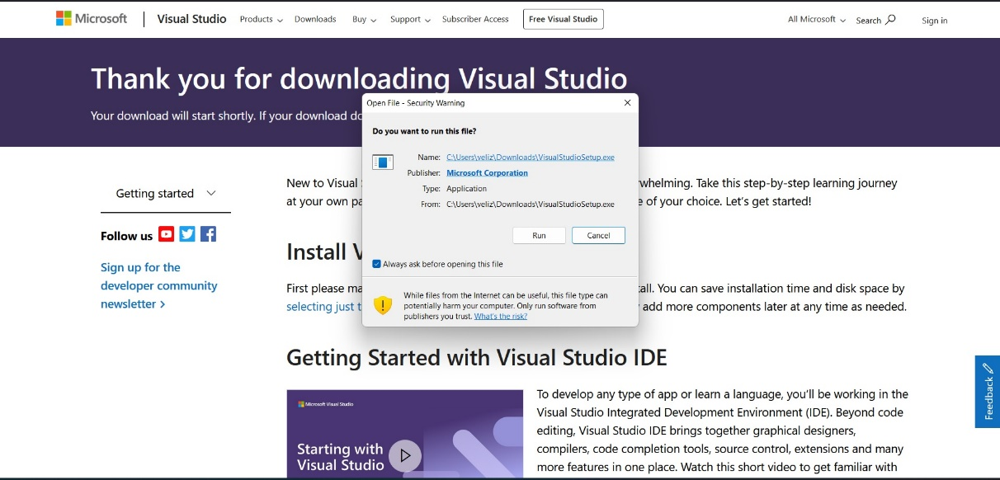 Microsoft
Visual Studio
Products
Downloads
Buy
Support
Subscriber Access
Free Visual Studio
All Microsoft
Search
Sign in
Thank you for downloading Visual Studio
Your download will start shortly. If your download do
Open File - Security Warning
Do you want to run this file?
Name: C:\Users\veliz\Downloads\VisualStudioSetup.exe
Publisher: Microsoft Corporation
Type: Application
From: C:\Users\veliz\Downloads\VisualStudioSetup.exe
Run
Cancel
Always ask before opening this file
While files from the Internet can be useful, this file type can
potentially harm your computer. Only run software from
publishers you trust. What's the risk?
Getting started
Follow us
Sign up for the
developer community
newsletter >
New to Visual whelming. Take this step-by-step learning journey
at your own pa e of your choice. Let's get started!
Install V
First please ma all. You can save installation time and disk space by
selecting just t add more components later at any time as needed.
Getting Started with Visual Studio IDE
Microsoft Visual Studio
Starting with
Visual Studio
To develop any type of app or learn a language, you'll be working in the
Visual Studio Integrated Development Environment (IDE). Beyond code
editing, Visual Studio IDE brings together graphical designers,
compilers, code completion tools, source control, extensions and many
more features in one place. Watch this short video to get familiar with
Feedback